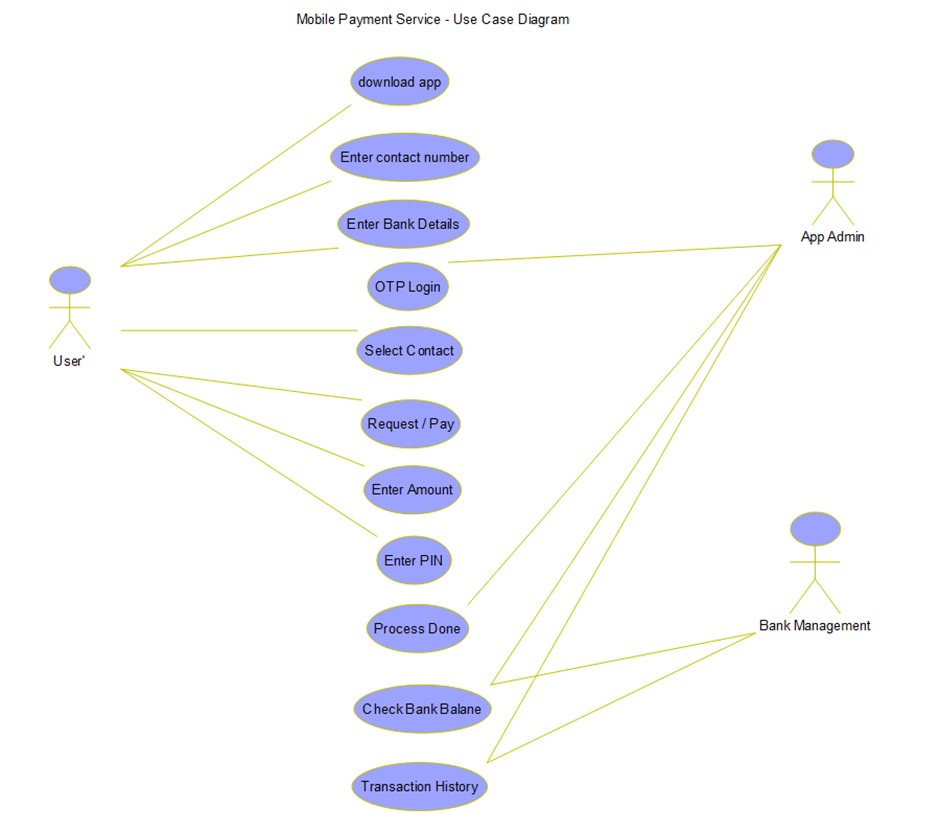 Mobile Payment Service - Use Case Diagram
download app
Enter contact number
Enter Bank Details
App Admin
OTP Login
Select Contact
User'
Request / Pay
Enter Amount
Enter PIN
Process Done
Bank Management
Check Bank Balane
Transaction History